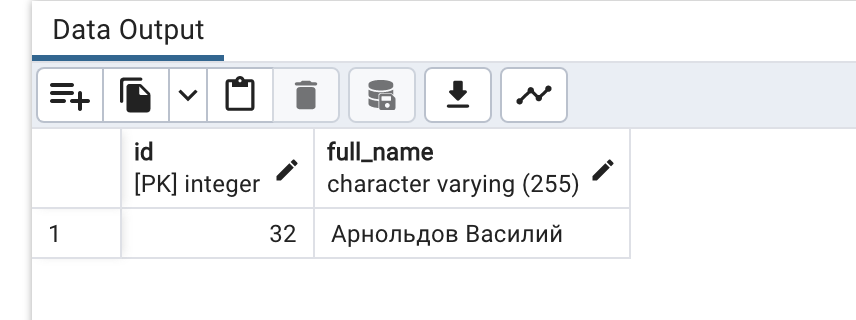 Data Output
id
[PK] integer
full_name
character varying (255)
1
32
Арнольдов Василий